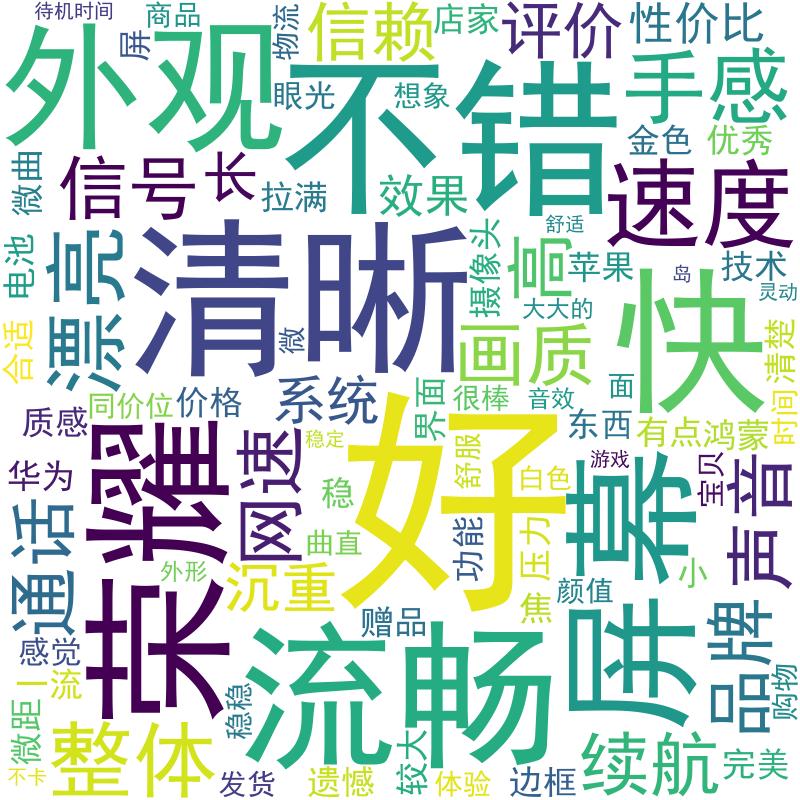 待机时间
商品
屏
物流
信赖
店家
评价
性价比
外观
不错
手感
眼光
想象
金色
优秀
微曲
信号
长
拉满
效果
速度
电池
漂亮
清晰
摄像头
高
舒适
苹果
岛
技术
灵动
大大的
合适
微
画质
快
清楚
时间
质感
同价位
价格
系统
界面
很棒
音效
面
东西
有点
鸿蒙
华为
荣耀
网速
稳定
好
舒服
白色
游戏
屏幕
宝贝
声音
通话
稳
曲直
功能
压力
外形
沉重
焦
颜值
小
感觉
赠品
品牌
购物
一流
微距
稳稳
流畅
整体
较大
续航
完美
不卡
发货
遗憾
体验
边框